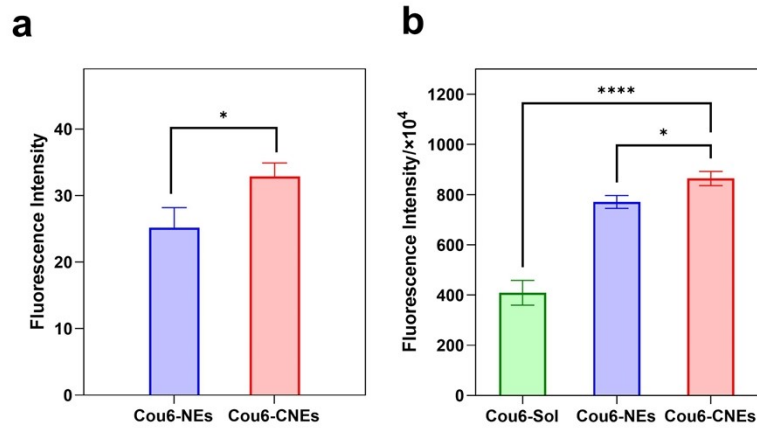 a
Fluorescence Intensity
40
30
20
10
0
*
Cou6-NEs
Cou6-CNEs
b
Fluorescence Intensity/×10⁴
1200
1000
800
600
400
200
0
****
*
Cou6-Sol
Cou6-NEs
Cou6-CNEs